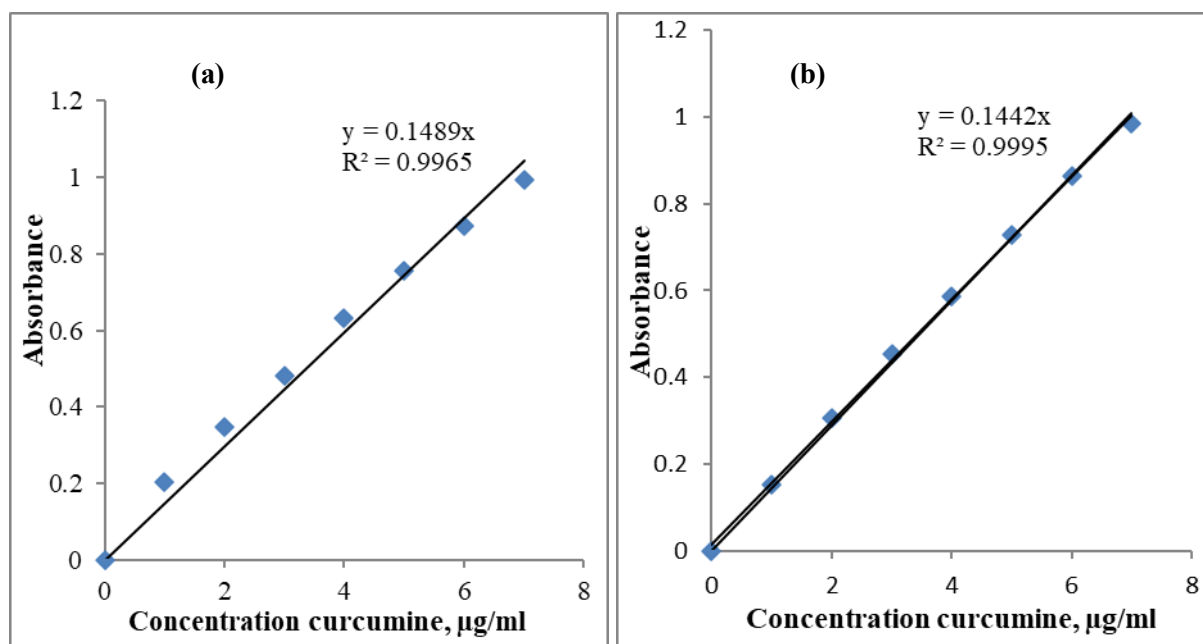 (a)
y = 0.1489x
R² = 0.9965
1.2
1
0.8
0.6
0.4
0.2
0
0 2 4 6 8
Absorbance
Concentration curcumine, µg/ml
(b)
y = 0.1442x
R² = 0.9995
1.2
1
0.8
0.6
0.4
0.2
0
0 2 4 6 8
Absorbance
Concentration curcumine, µg/ml